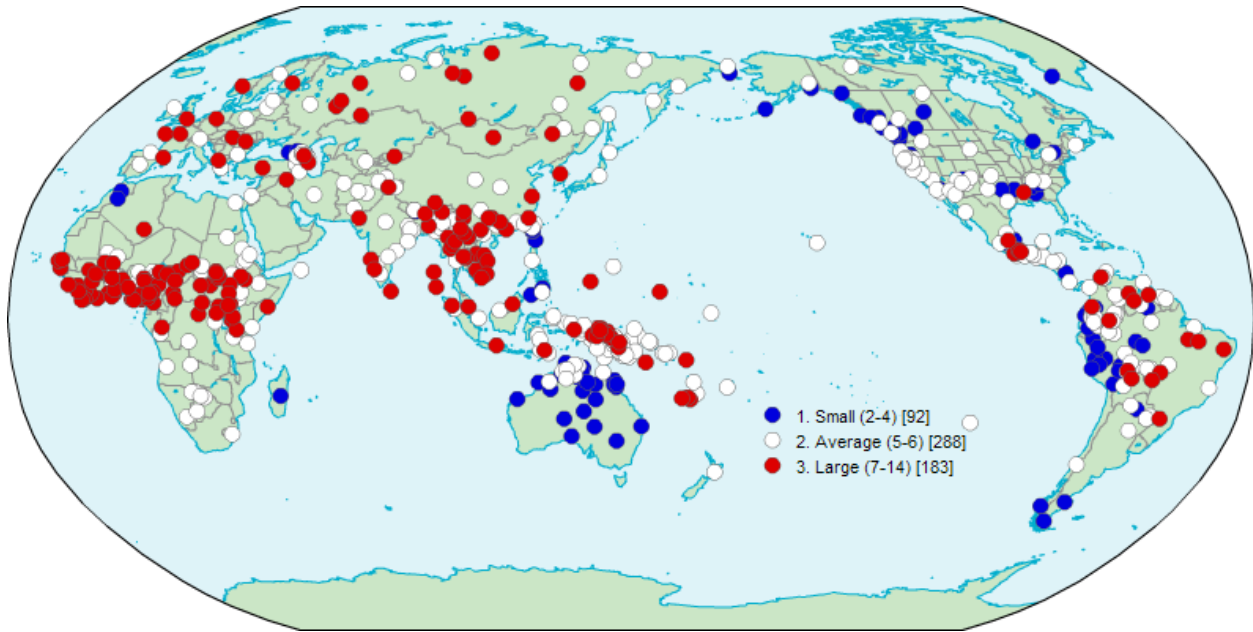 1. Small (2-4) [92]
2. Average (5-6) [288]
3. Large (7-14) [183]